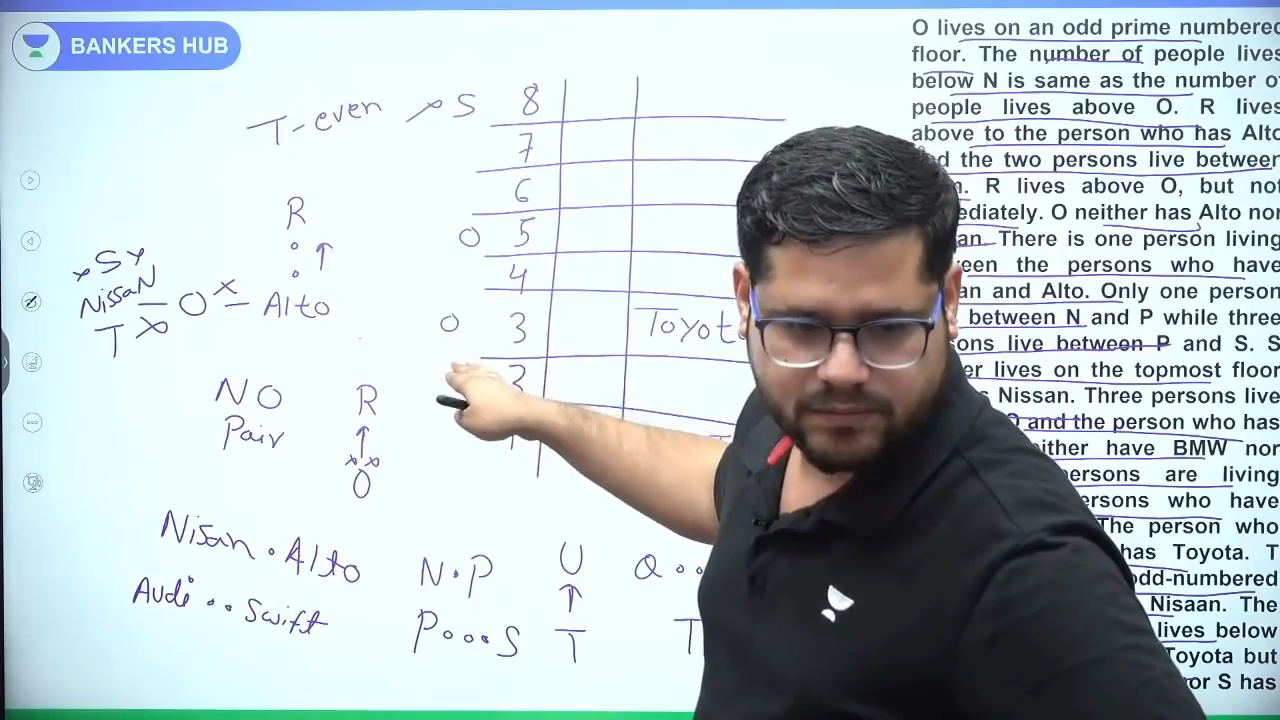 BANKERS HUB
T-even × S
8
7
6
O 5
4
O 3 Toyot
3
R
× S ×
Nissan
T × O × Alto
NO
Pair
R
× ×
O
Nisan . Alto
Audi . . Swift
N . P
P . . . S
U
T
Q . .
T
O lives on an odd prime numbered
floor. The number of people lives
below N is same as the number of
people lives above O. R lives
above to the person who has Alto
the two persons live between
R lives above O, but not
O neither has Alto nor
There is one person living
the persons who have
and Alto. Only one person
between N and P while three
live between P and S. S
lives on the topmost floor
Nissan. Three persons live
and the person who has
have BMW nor
are living
have
The person who
has Toyota. T
odd-numbered
Nisaan. The
lives below
but
or S has